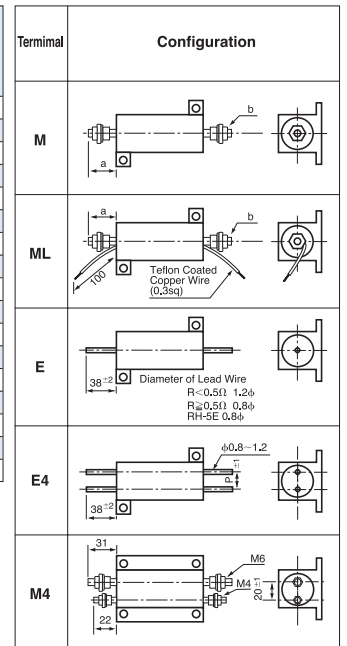 Termimal Configuration
M
a
b
ML
a
b
100
Teflon Coated
Copper Wire
(0.3sq)
E
38±2
Diameter of Lead Wire
R<0.5Ω 1.2ϕ
R≧0.5Ω 0.8ϕ
RH-5E 0.8ϕ
E4
ϕ0.8~1.2
P±1
38±2
M4
31
M6
M4
20±1
22